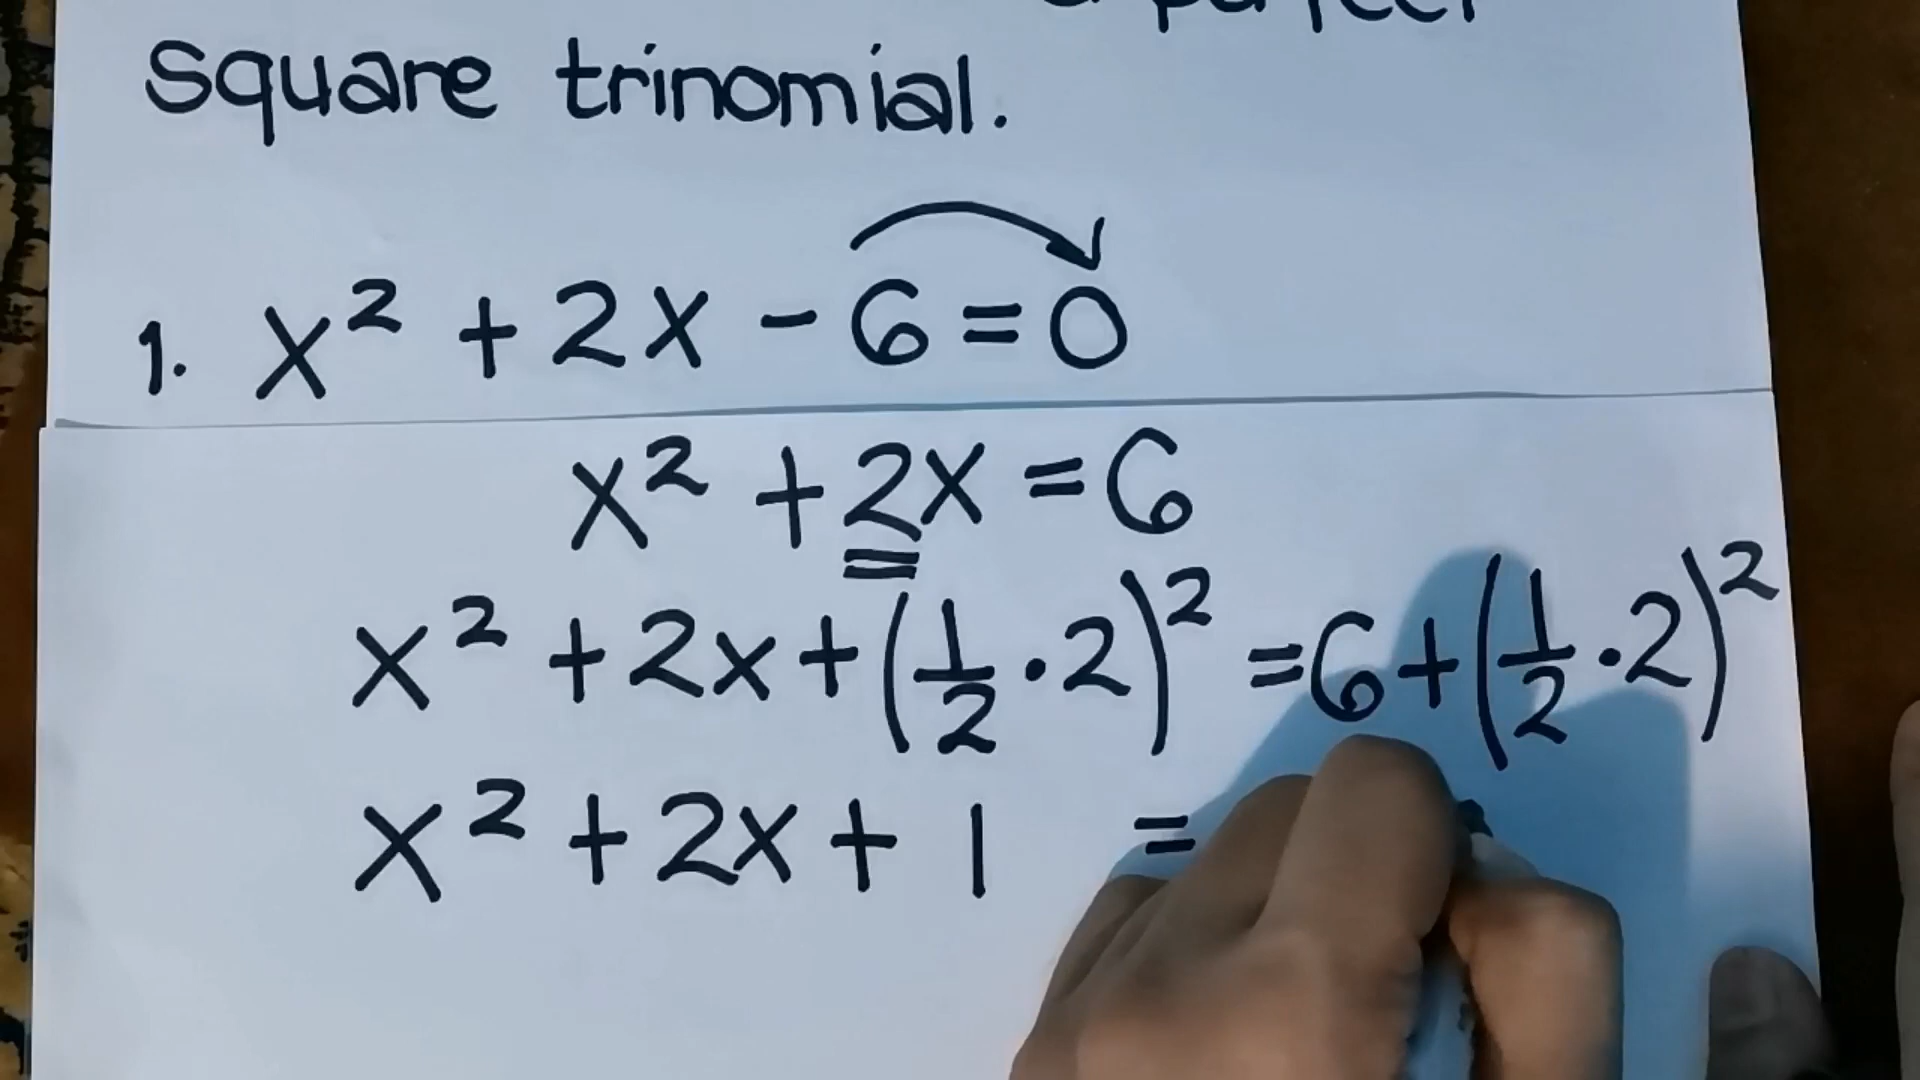 square trinomial.
1. x² + 2x - 6 = 0
x² + 2x = 6
x² + 2x + (1/2 · 2)² = 6 + (1/2 · 2)²
x² + 2x + 1 =